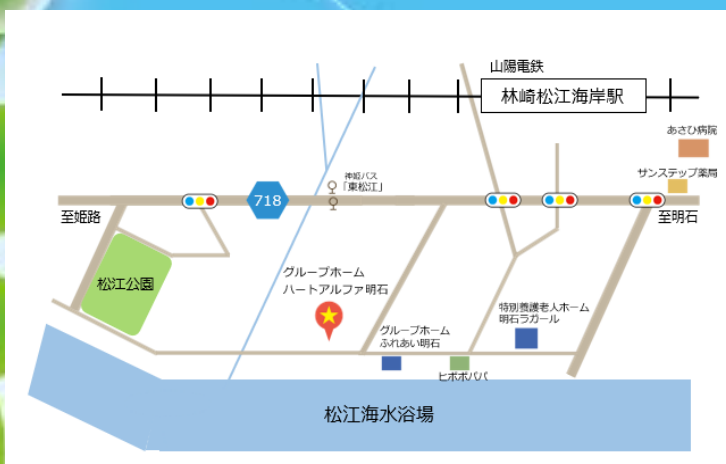 山陽電鉄
林崎松江海岸駅
あさひ病院
サンステップ薬局
神姫バス
「東松江」
718
至姫路
至明石
松江公園
グループホーム
ハートアルファ明石
特別養護老人ホーム
明石ラガール
グループホーム
ふれあい明石
ヒポポパパ
松江海水浴場